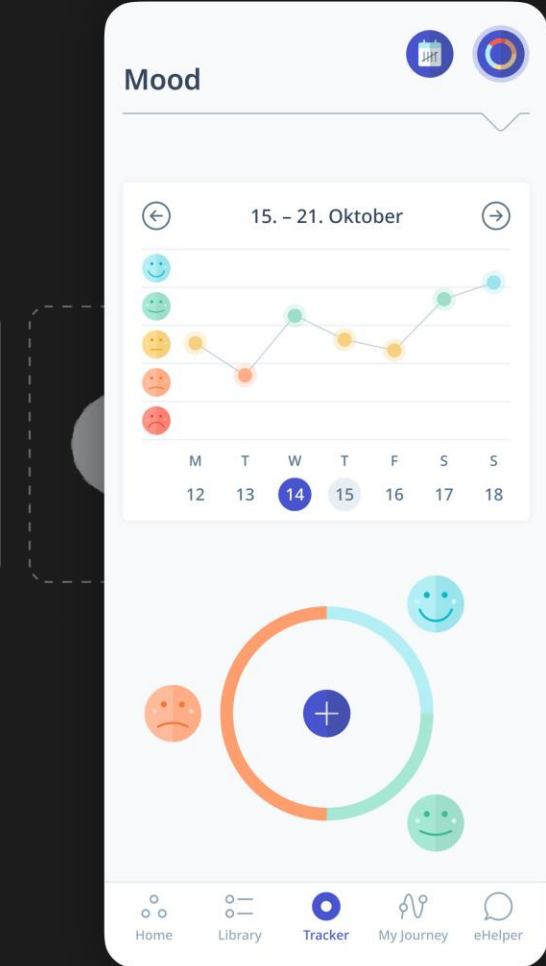 Mood
15. – 21. Oktober
M T W T F S S
12 13 14 15 16 17 18
Home Library Tracker My Journey eHelper